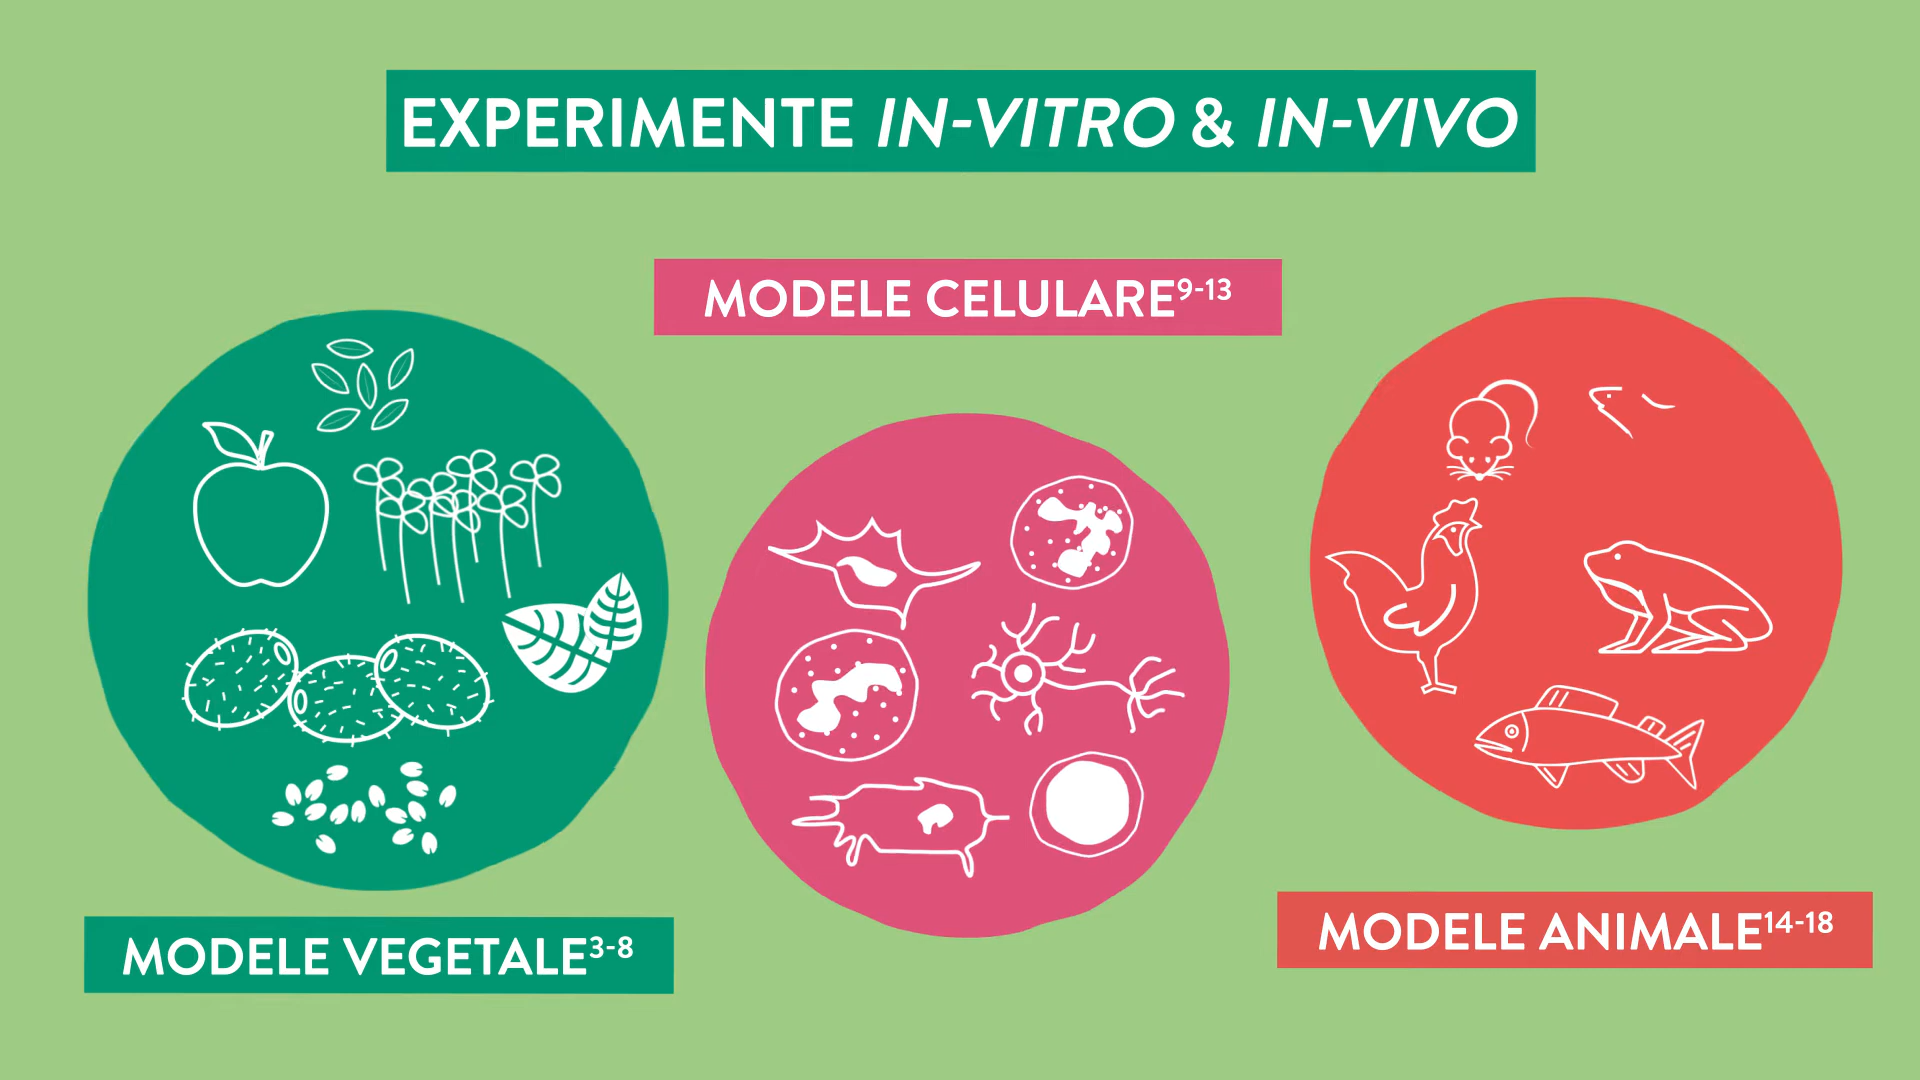 EXPERIMENTE IN-VITRO & IN-VIVO
MODELE CELULARE9-13
MODELE VEGETALE3-8
MODELE ANIMALE14-18